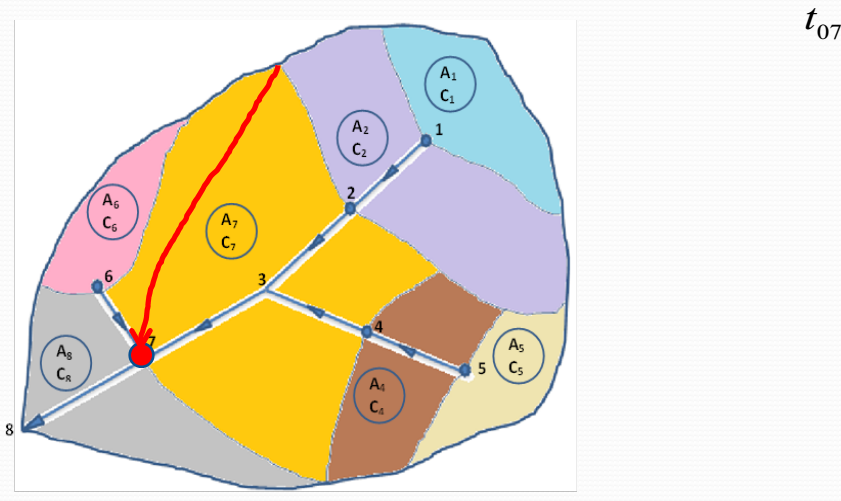 t₀₇
A₁
C₁
A₂
C₂
1
2
A₆
C₆
A₇
C₇
6
3
7
4
A₈
C₈
A₅
C₅
5
A₄
C₄
8